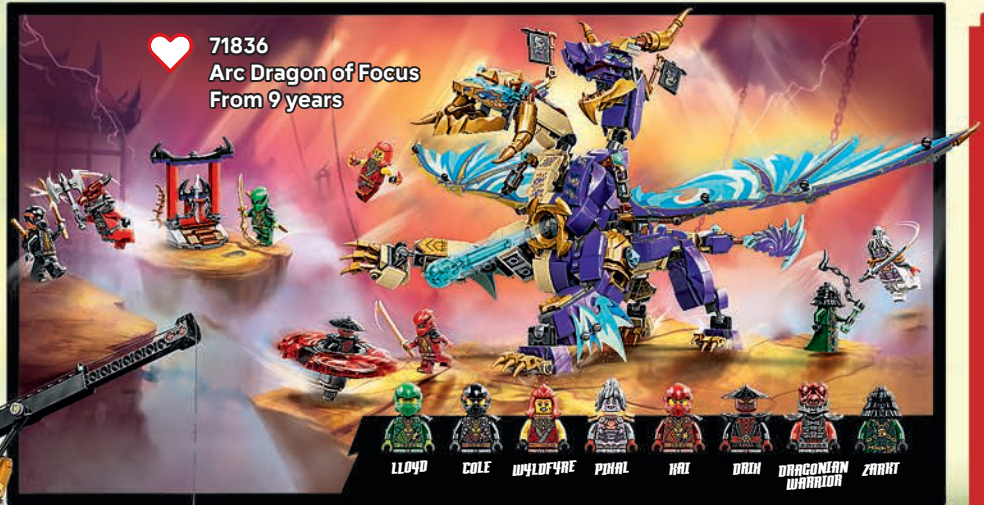 71836
Arc Dragon of Focus
From 9 years
LLOYD
COLE
WYLDFYRE
PIXAL
KAI
DRIX
DRAGONIAN
WARRIOR
ZARKT